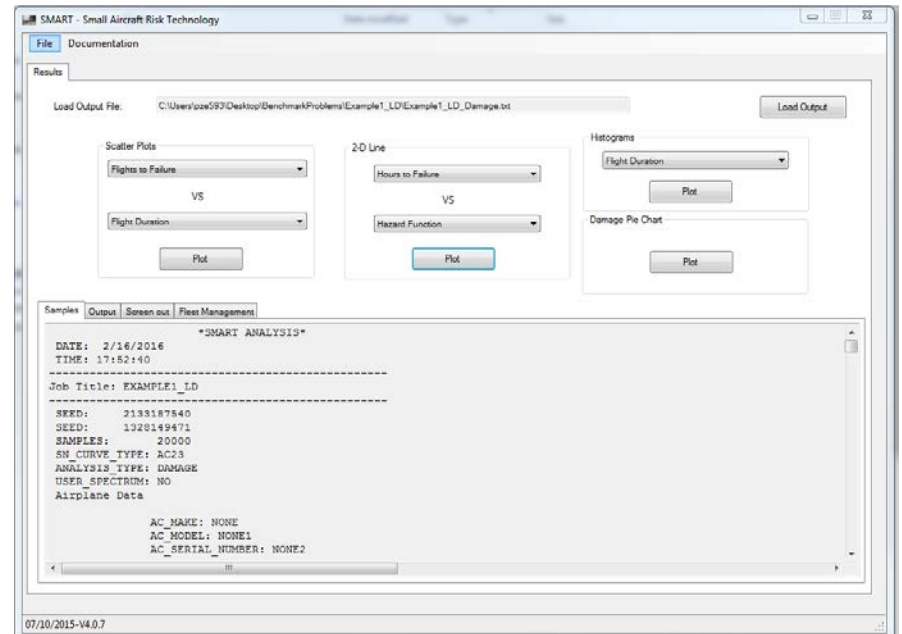 SMART - Small Aircraft Risk Technology
File Documentation
Results
Load Output File: C:\Users\pze593\Desktop\BenchmarkProblems\Example1_LD\Example1_LD_Damage.txt Load Output
Scatter Plots
Flights to Failure
VS
Flight Duration
Plot
2-D Line
Hours to Failure
VS
Hazard Function
Plot
Histograms
Flight Duration
Plot
Damage Pie Chart
Plot
Samples Output Screen out Fleet Management
*SMART ANALYSIS*
DATE: 2/16/2016
TIME: 17:52:40
--------------------------------------------------
Job Title: EXAMPLE1_LD
--------------------------------------------------
SEED: 2133187540
SEED: 1328149471
SAMPLES: 20000
SN_CURVE_TYPE: AC23
ANALYSIS_TYPE: DAMAGE
USER_SPECTRUM: NO
Airplane Data
AC_MAKE: NONE
AC_MODEL: NONE1
AC_SERIAL_NUMBER: NONE2
07/10/2015-V4.0.7